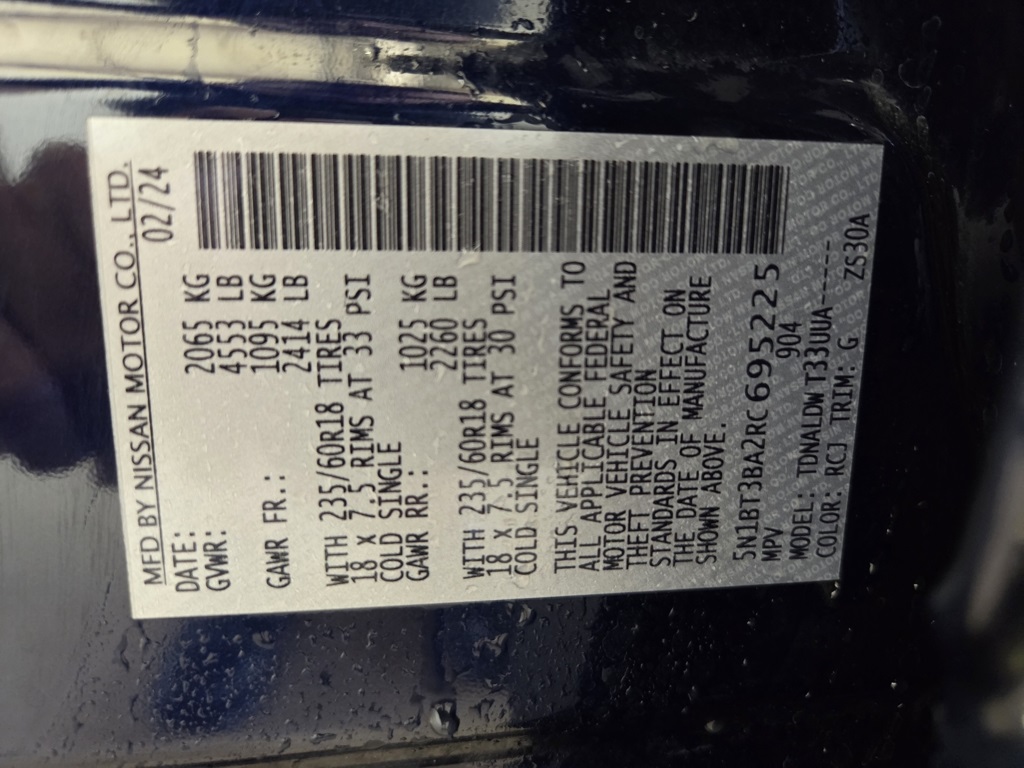 MFD BY NISSAN MOTOR CO., LTD.
DATE: 02/24
GVWR: 2065 KG
4553 LB
GAWR FR.: 1095 KG
2414 LB
WITH 235/60R18 TIRES
18 X 7.5 RIMS AT 33 PSI
COLD SINGLE
GAWR RR.: 1025 KG
2260 LB
WITH 235/60R18 TIRES
18 X 7.5 RIMS AT 30 PSI
COLD SINGLE
THIS VEHICLE CONFORMS TO
ALL APPLICABLE FEDERAL
MOTOR VEHICLE SAFETY AND
THEFT PREVENTION
STANDARDS IN EFFECT ON
THE DATE OF MANUFACTURE
SHOWN ABOVE.
5N1BT3BA2RC695225
MPV 904
MODEL: TDNALDW T33UUA-----
COLOR: RCJ TRIM: G ZS30A